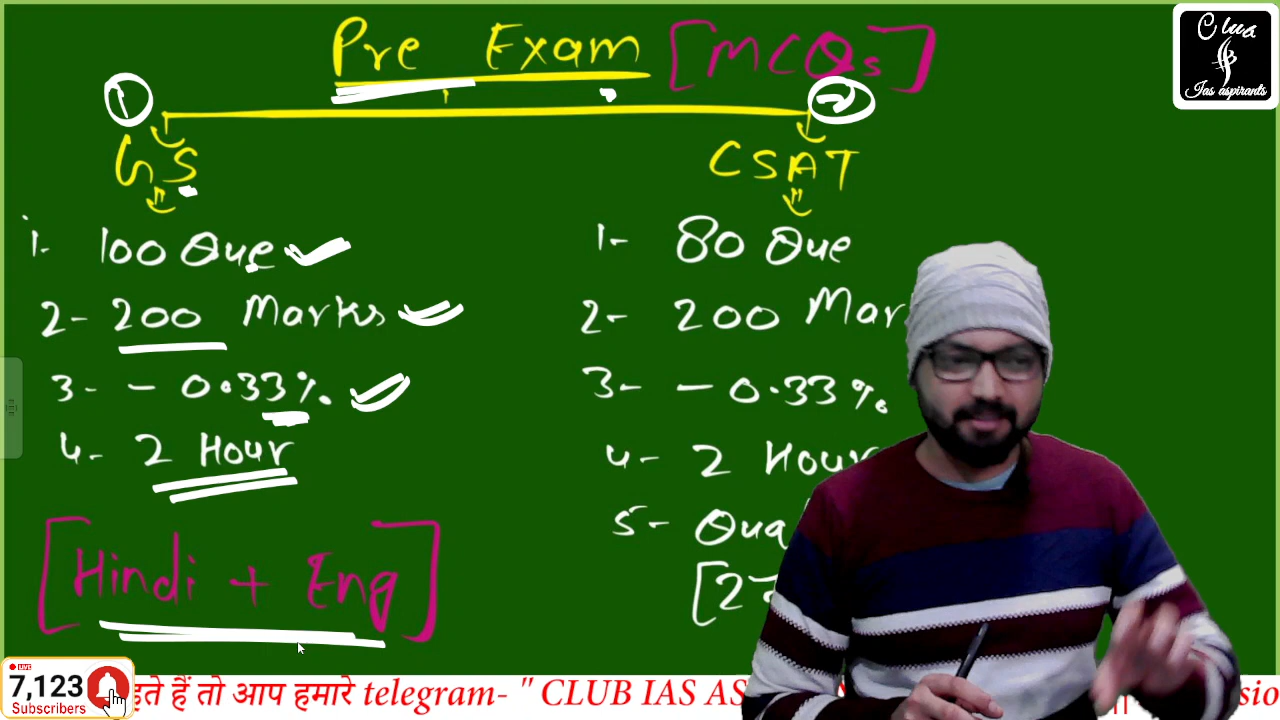 Pre Exam [MCQs]
Clua
Ias aspirants
1 2
GS CSAT
1- 100 Que
2- 200 Marks
3- - 0.33%.
4- 2 Hour
[Hindi + Eng]
1- 80 Que
2- 200 Mar
3- - 0.33%.
4- 2 Hour
5- Qua
LIVE
7,123
Subscribers
हते हैं तो आप हमारे telegram- " CLUB IAS AS